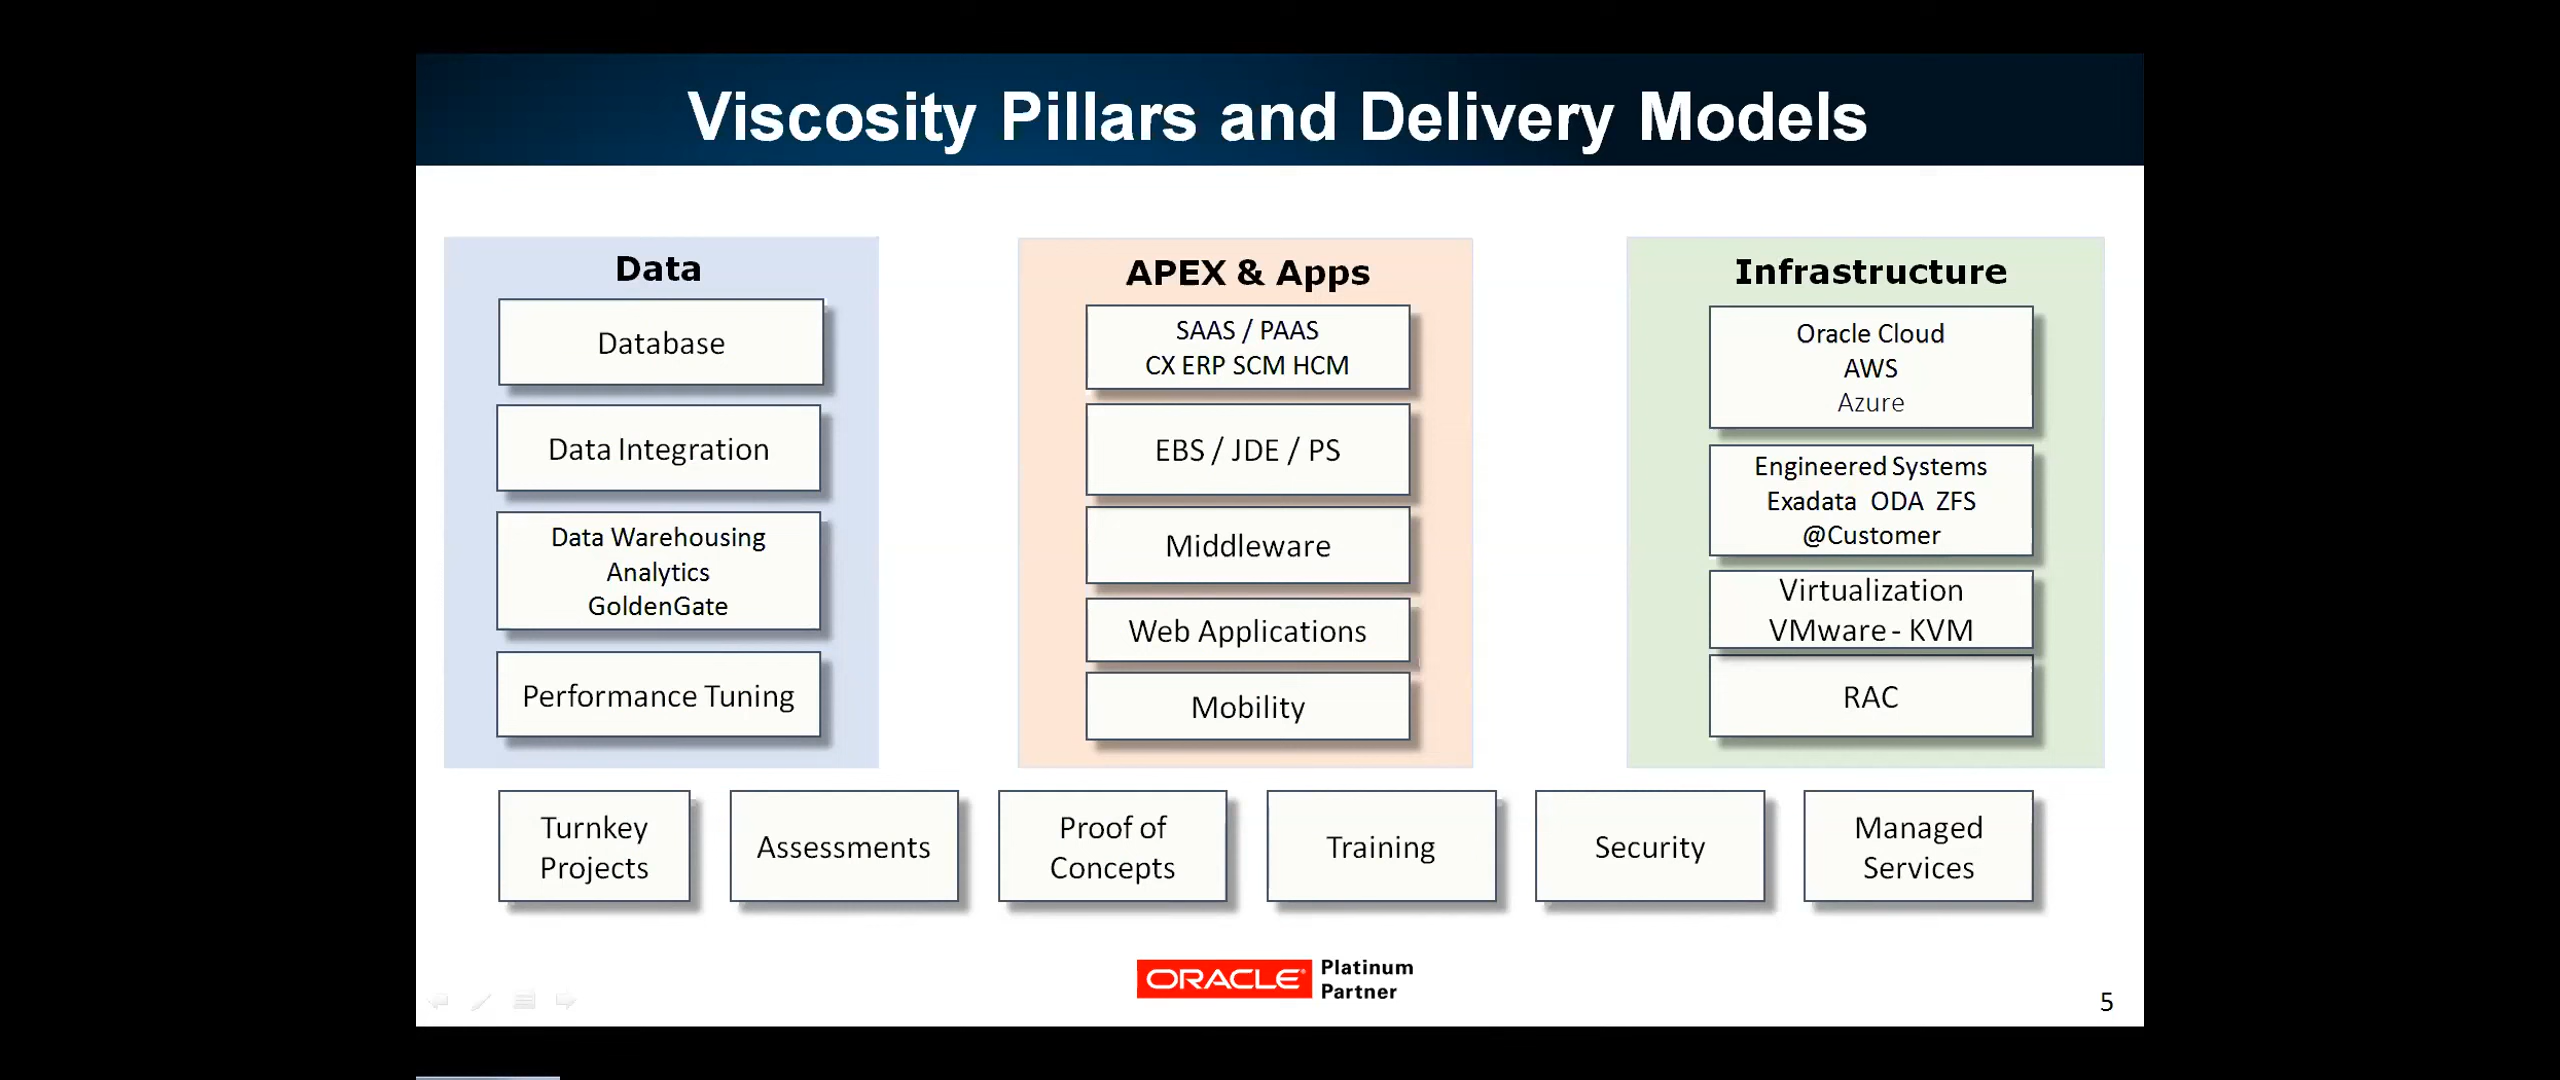 Viscosity Pillars and Delivery Models
Data
Database
Data Integration
Data Warehousing
Analytics
GoldenGate
Performance Tuning
APEX & Apps
SAAS / PAAS
CX ERP SCM HCM
EBS / JDE / PS
Middleware
Web Applications
Mobility
Infrastructure
Oracle Cloud
AWS
Azure
Engineered Systems
Exadata ODA ZFS
@Customer
Virtualization
VMware - KVM
RAC
Turnkey
Projects
Assessments
Proof of
Concepts
Training
Security
Managed
Services
ORACLE®
Platinum
Partner
5